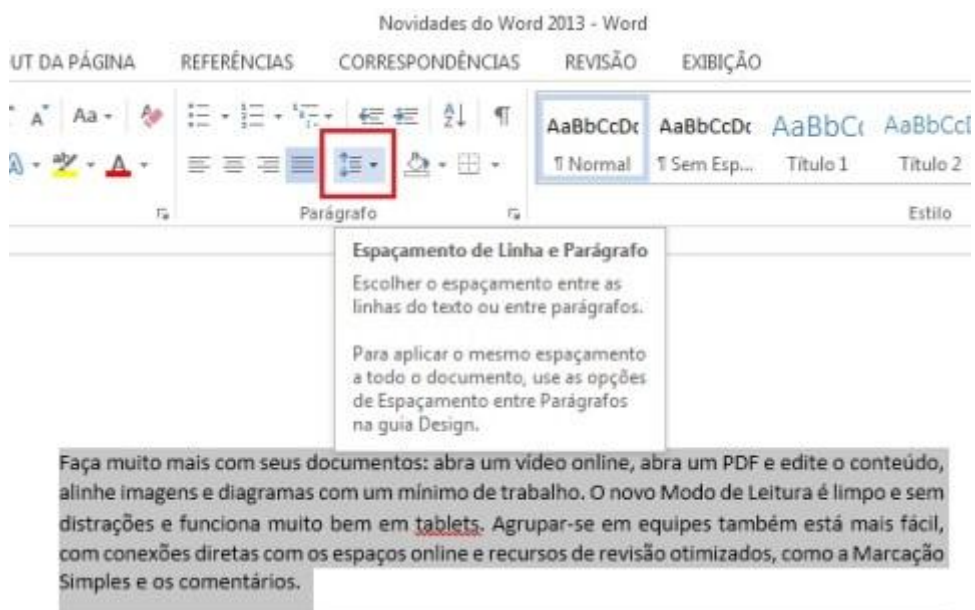 Novidades do Word 2013 - Word
UT DA PÁGINA REFERÊNCIAS CORRESPONDÊNCIAS REVISÃO EXIBIÇÃO
A Aa
AaBbCcDc AaBbCcDc AaBbCc AaBbCcD
ab A
¶ Normal ¶ Sem Esp... Título 1 Título 2
Parágrafo Estilo
Espaçamento de Linha e Parágrafo
Escolher o espaçamento entre as
linhas do texto ou entre parágrafos.
Para aplicar o mesmo espaçamento
a todo o documento, use as opções
de Espaçamento entre Parágrafos
na guia Design.
Faça muito mais com seus documentos: abra um vídeo online, abra um PDF e edite o conteúdo,
alinhe imagens e diagramas com um mínimo de trabalho. O novo Modo de Leitura é limpo e sem
distrações e funciona muito bem em tablets. Agrupar-se em equipes também está mais fácil,
com conexões diretas com os espaços online e recursos de revisão otimizados, como a Marcação
Simples e os comentários.